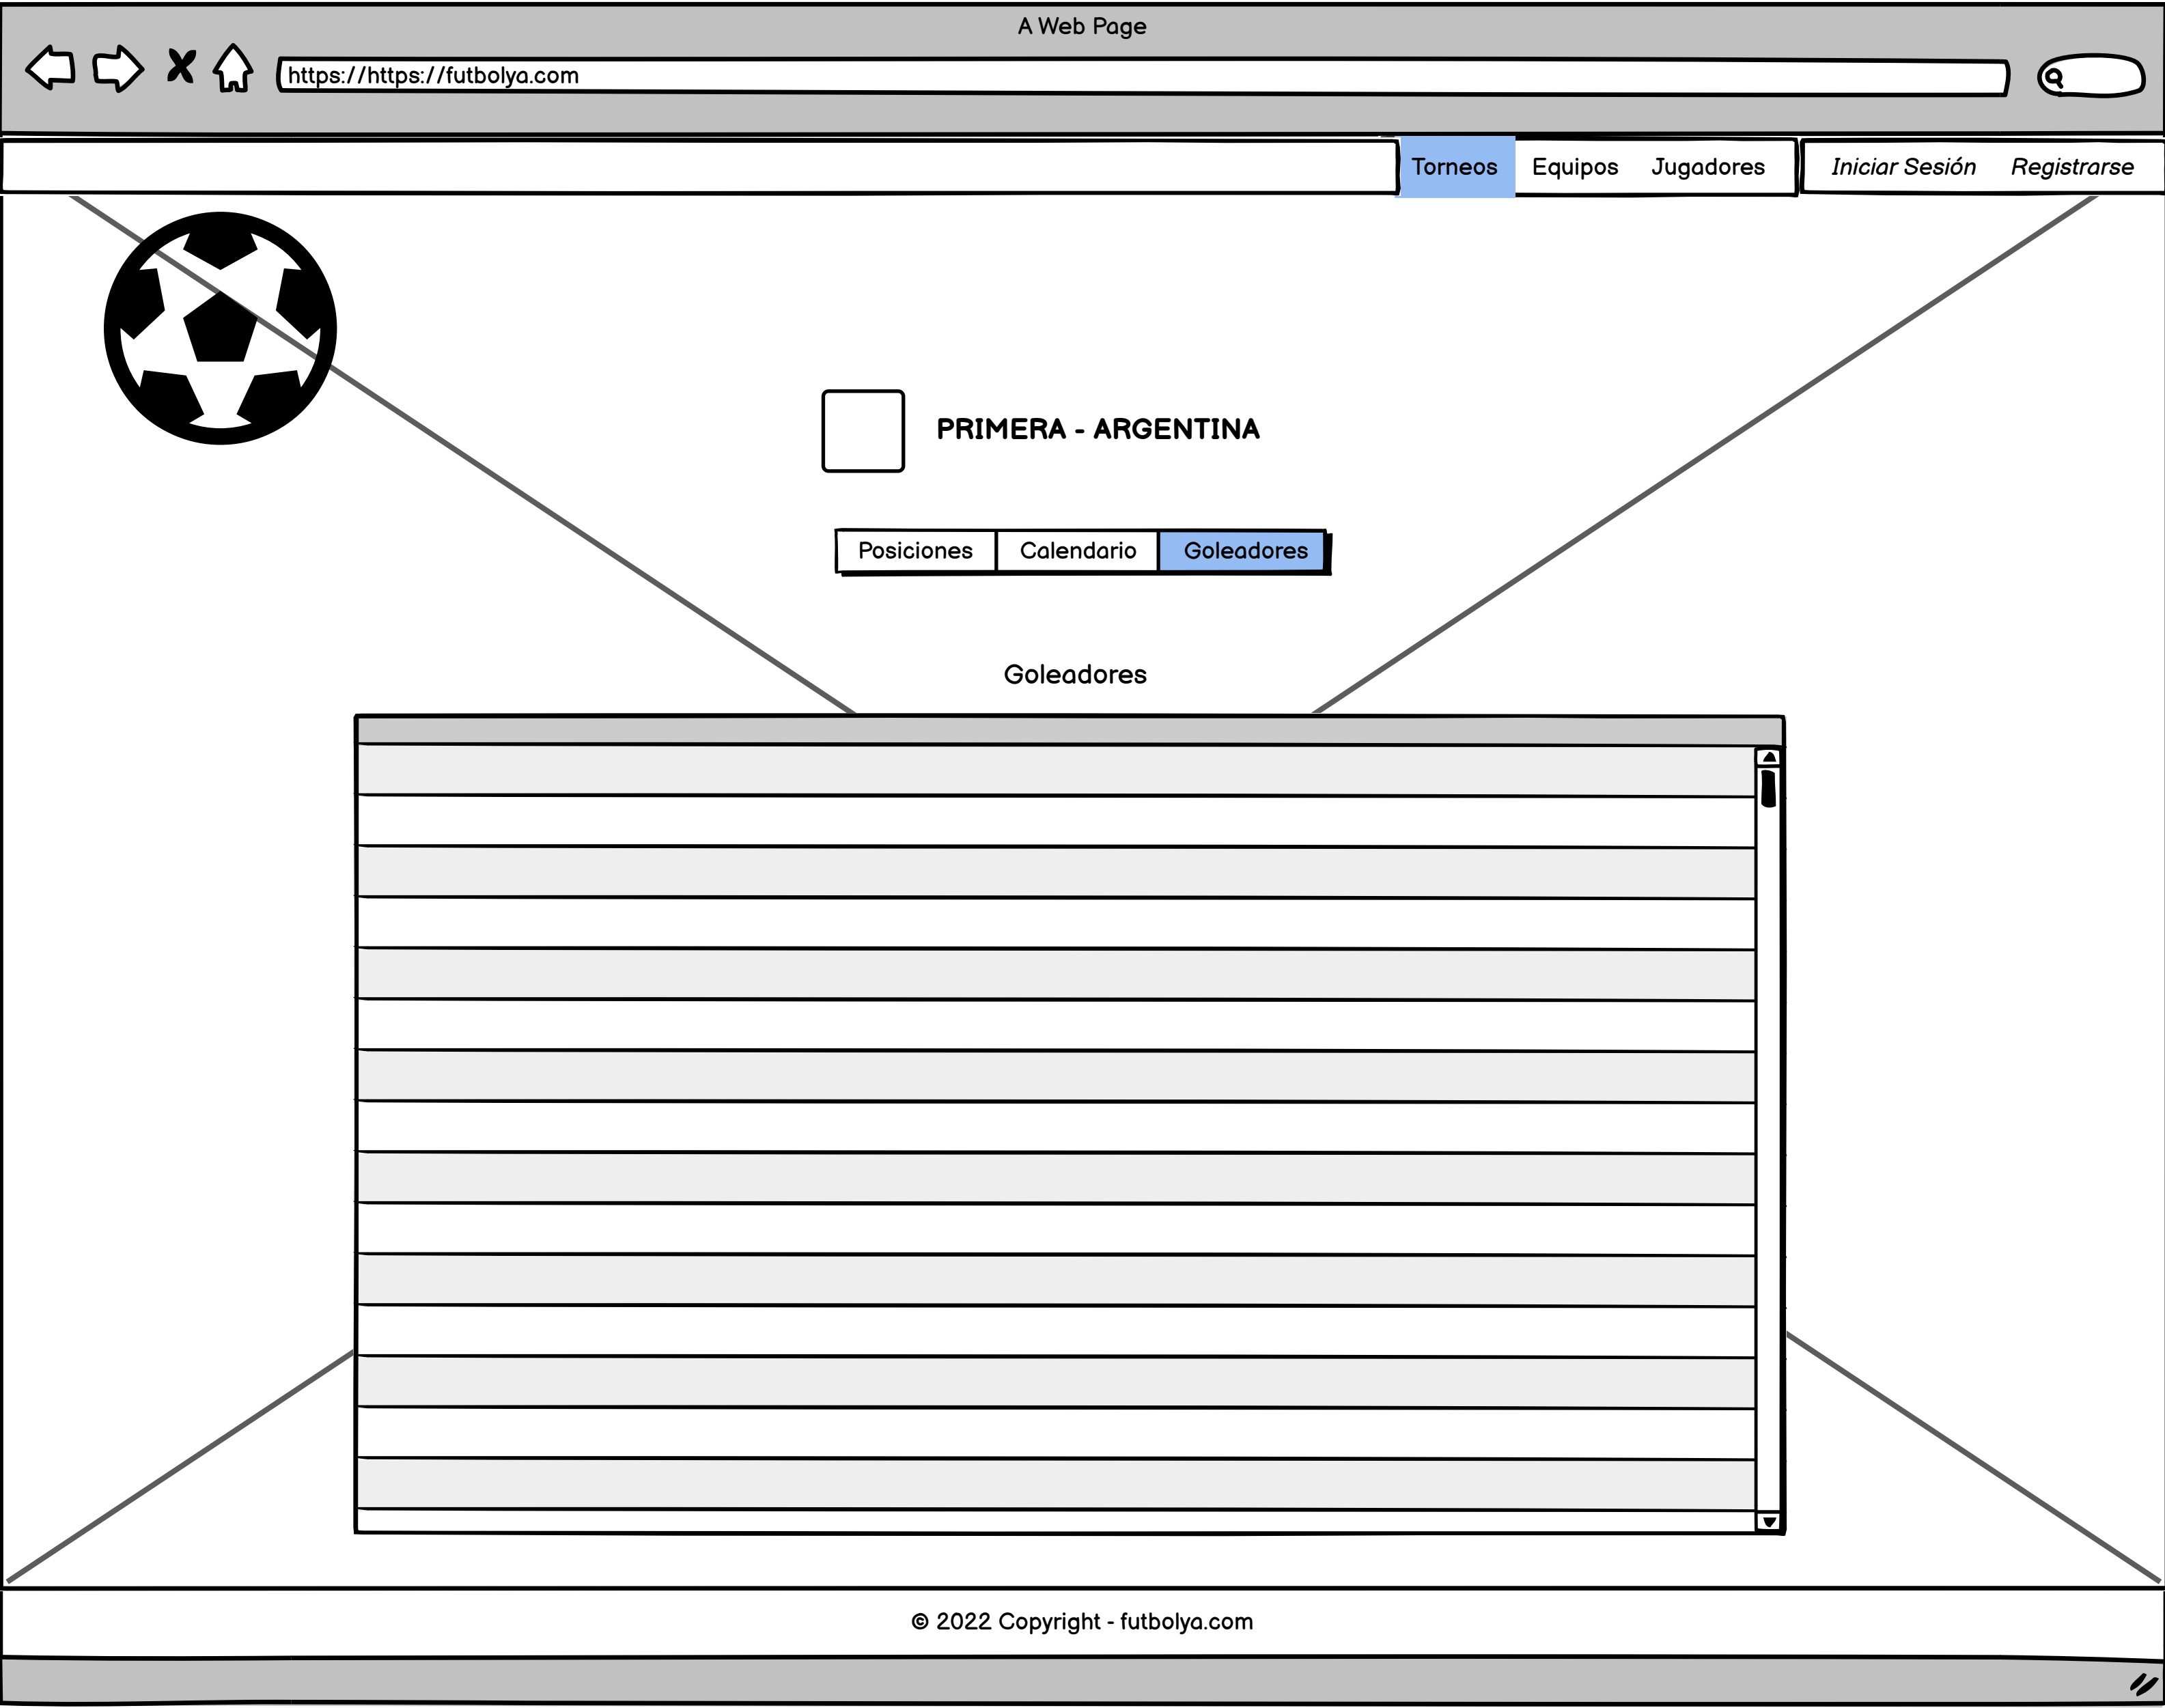 A Web Page
https://https://futbolya.com
Torneos Equipos Jugadores Iniciar Sesión Registrarse
PRIMERA - ARGENTINA
Posiciones Calendario Goleadores
Goleadores
© 2022 Copyright - futbolya.com